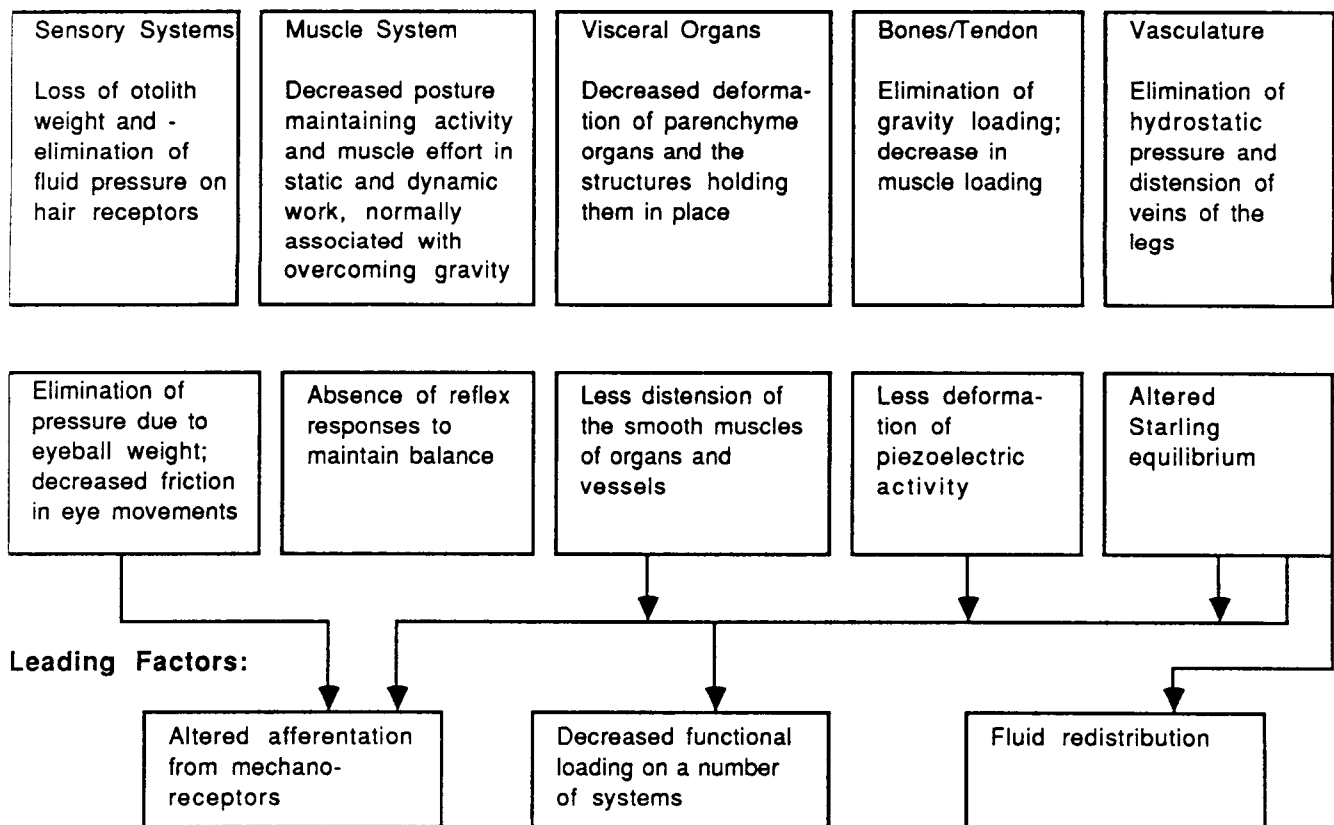 Sensory Systems
Loss of otolith
weight and -
elimination of
fluid pressure on
hair receptors
Muscle System
Decreased posture
maintaining activity
and muscle effort in
static and dynamic
work, normally
associated with
overcoming gravity
Visceral Organs
Decreased deforma-
tion of parenchyme
organs and the
structures holding
them in place
Bones/Tendon
Elimination of
gravity loading;
decrease in
muscle loading
Vasculature
Elimination of
hydrostatic
pressure and
distension of
veins of the
legs
Elimination of
pressure due to
eyeball weight;
decreased friction
in eye movements
Absence of reflex
responses to
maintain balance
Less distension of
the smooth muscles
of organs and
vessels
Less deforma-
tion of
piezoelectric
activity
Altered
Starling
equilibrium
Leading Factors:
Altered afferentation
from mechano-
receptors
Decreased functional
loading on a number
of systems
Fluid redistribution